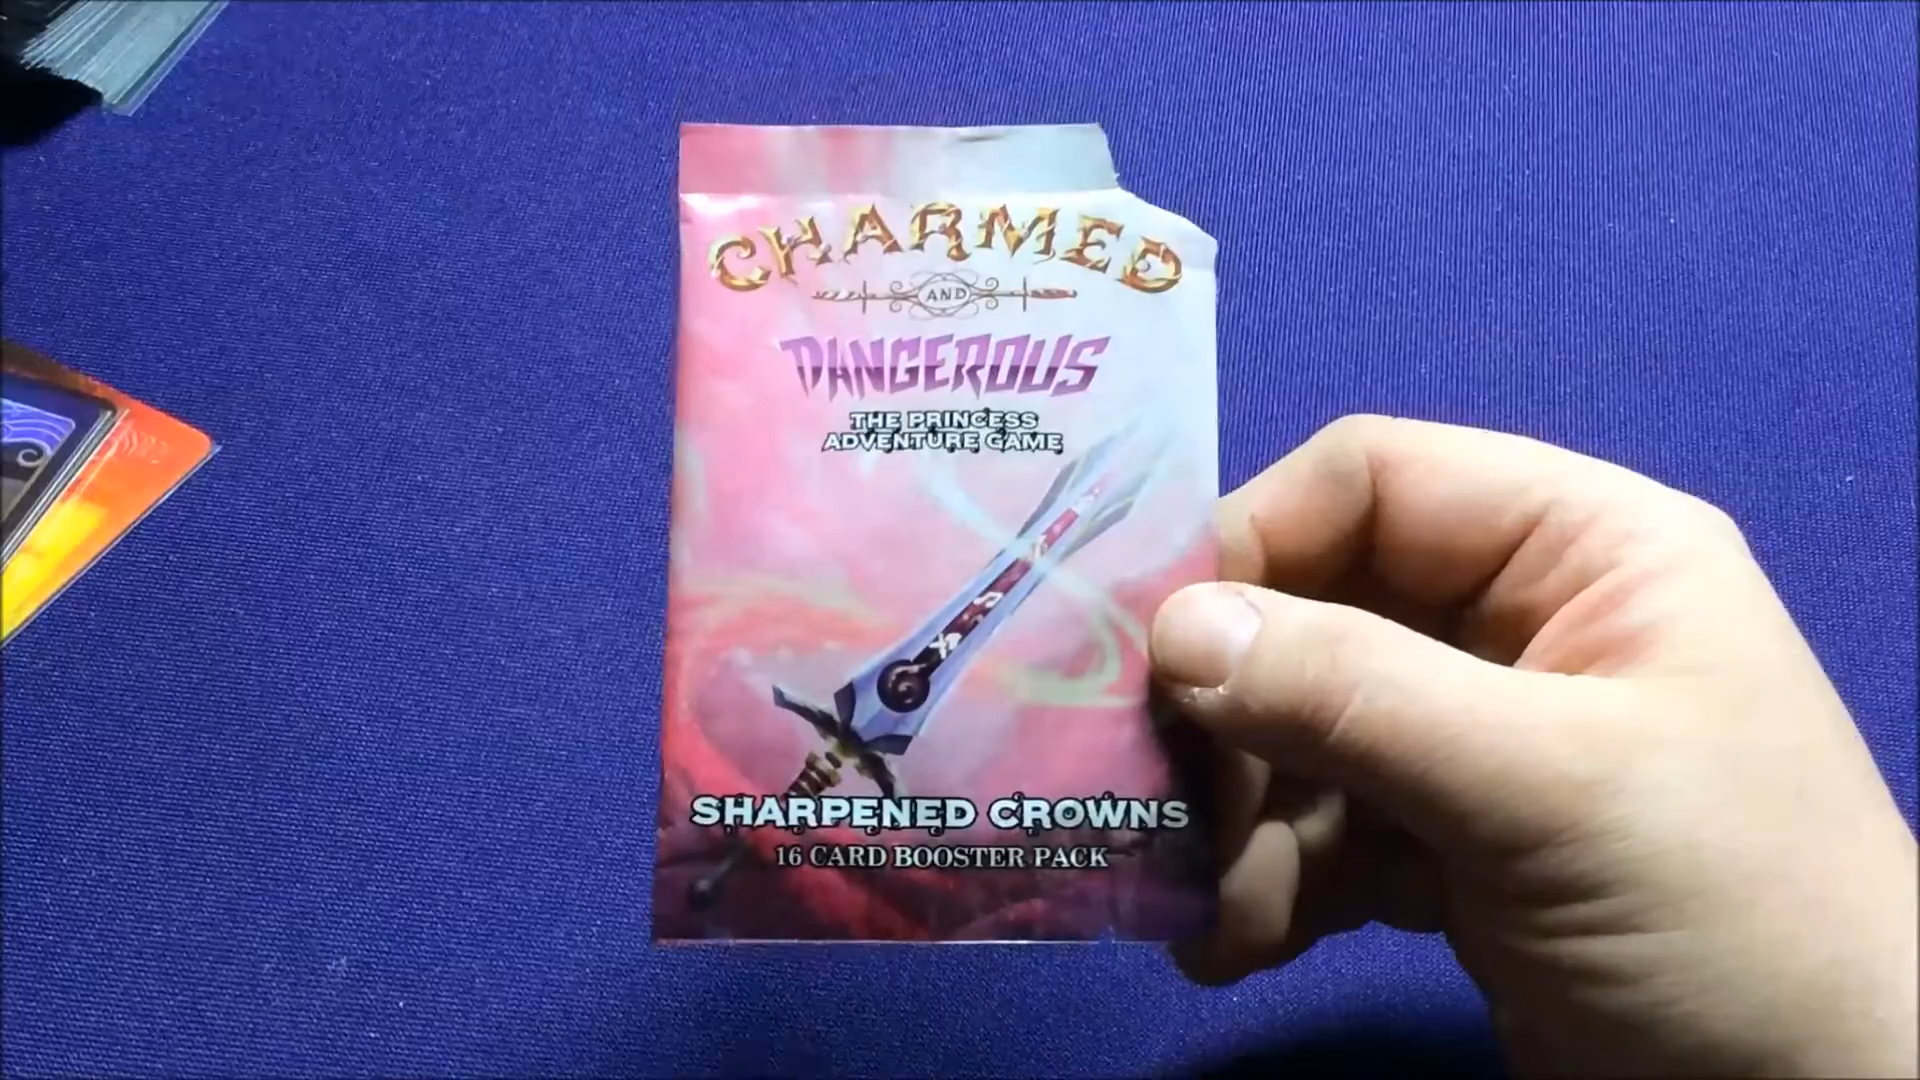 CHARMED
AND
DANGEROUS
THE PRINCESS
ADVENTURE GAME
SHARPENED CROWNS
16 CARD BOOSTER PACK